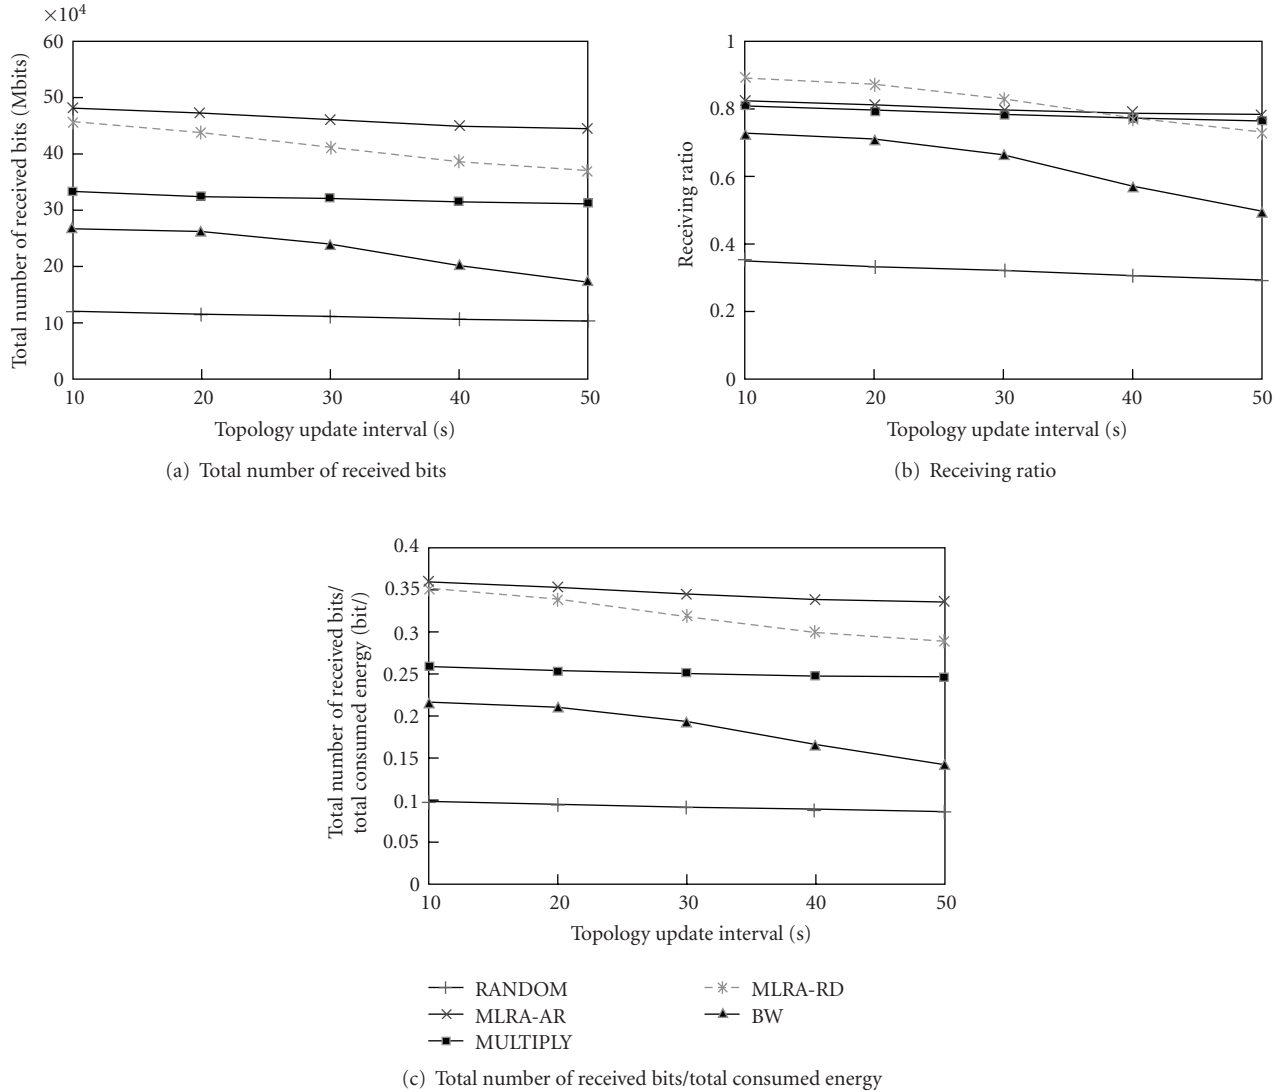 ×10⁴
60
50
40
30
20
10
0
Total number of received bits (Mbits)
10 20 30 40 50
Topology update interval (s)
(a) Total number of received bits
1
0.8
0.6
0.4
0.2
0
Receiving ratio
10 20 30 40 50
Topology update interval (s)
(b) Receiving ratio
0.4
0.35
0.3
0.25
0.2
0.15
0.1
0.05
0
Total number of received bits/
total consumed energy (bit/)
10 20 30 40 50
Topology update interval (s)
RANDOM
MLRA-AR
MULTIPLY
MLRA-RD
BW
(c) Total number of received bits/total consumed energy